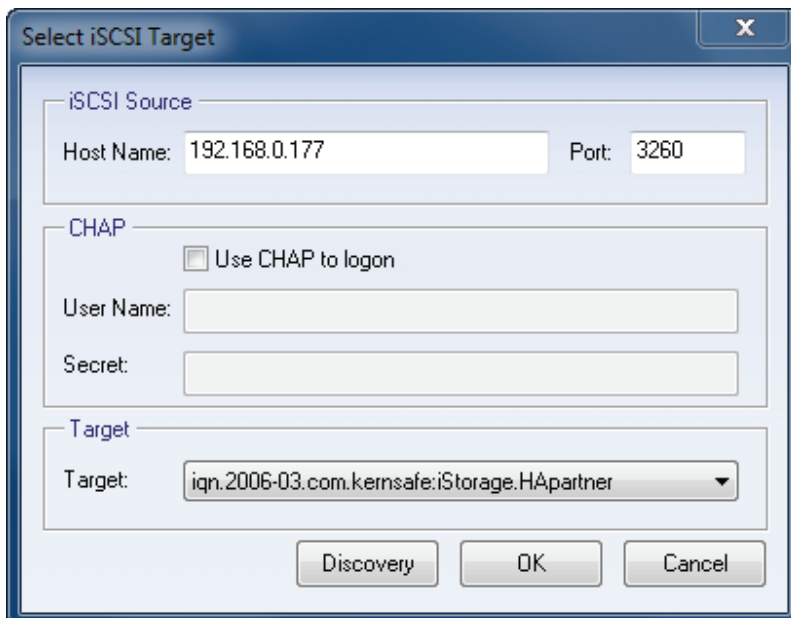 Select iSCSI Target
X
iSCSI Source
Host Name: 192.168.0.177 Port: 3260
CHAP
Use CHAP to logon
User Name:
Secret:
Target
Target: iqn.2006-03.com.kernsafe:iStorage.HApartner
Discovery OK Cancel